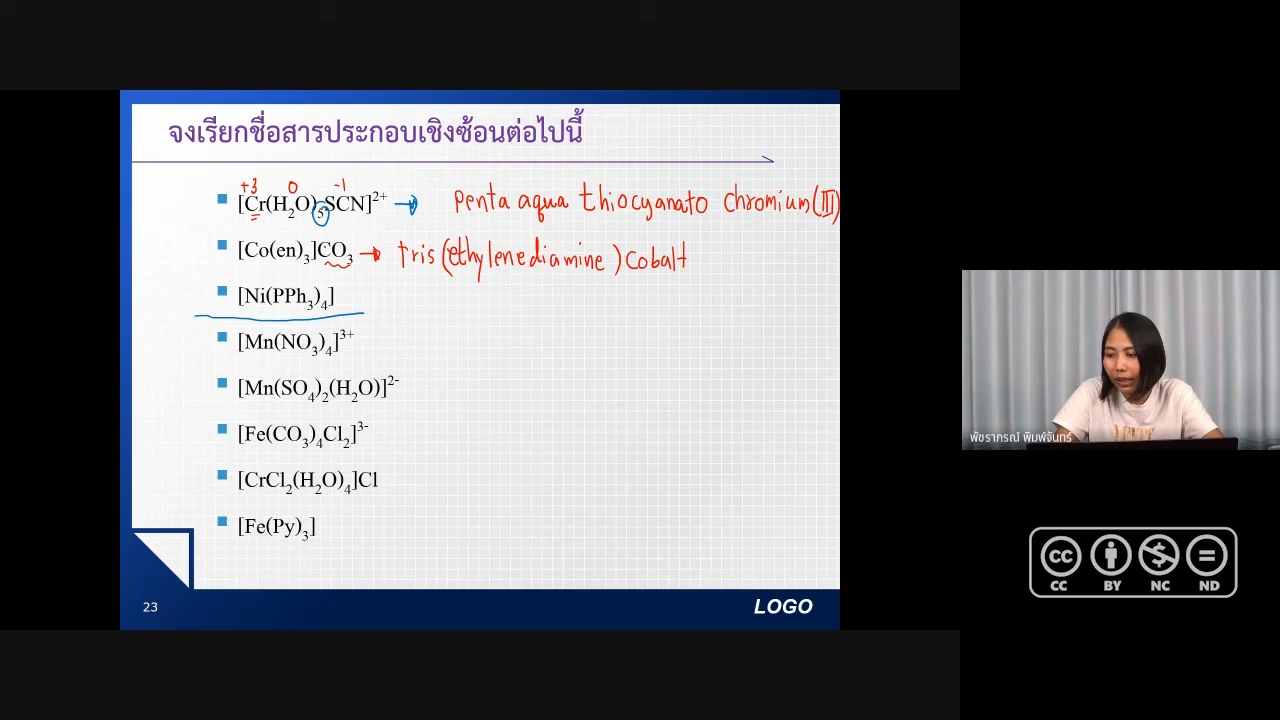 จงเรียกชื่อสารประกอบเชิงซ้อนต่อไปนี้
+3 0 -1
[Cr(H2O)5SCN]2+ → Penta aqua thiocyanato chromium(III)
[Co(en)3]CO3 → tris(ethylenediamine)cobalt
[Ni(PPh3)4]
[Mn(NO3)4]3+
[Mn(SO4)2(H2O)]2-
[Fe(CO3)4Cl2]3-
[CrCl2(H2O)4]Cl
[Fe(Py)3]
23
LOGO
พัชราภรณ์ พิมพ์จันทร์
cc
CC BY NC ND